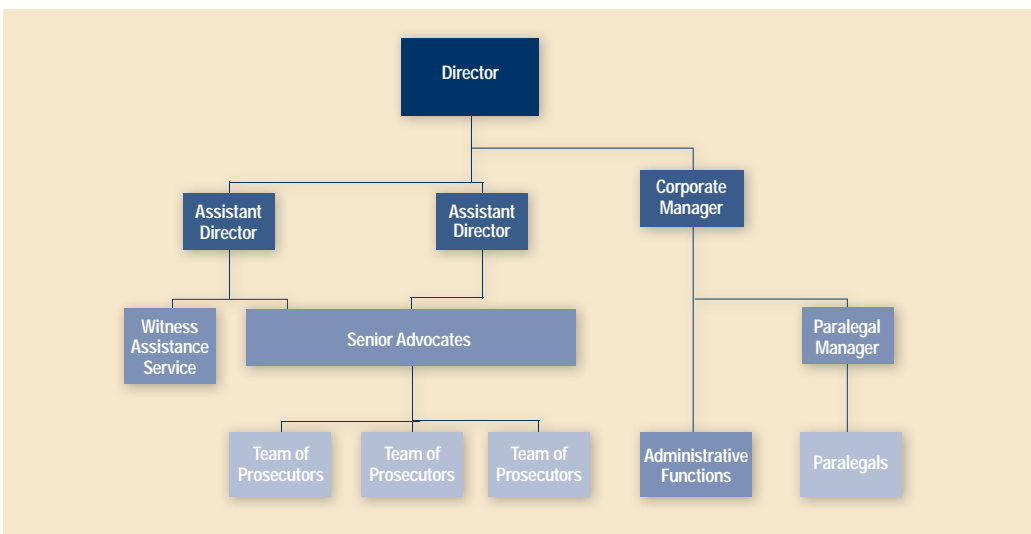 Director
Assistant
Director
Assistant
Director
Corporate
Manager
Witness
Assistance
Service
Senior Advocates
Paralegal
Manager
Team of
Prosecutors
Team of
Prosecutors
Team of
Prosecutors
Administrative
Functions
Paralegals